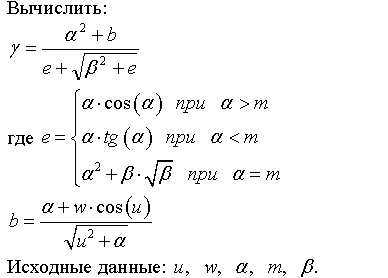 Вычислить:
γ = (α² + b) / (e + √(β² + e))
где e = { α·cos(α) при α > m
α·tg(α) при α < m
α² + β·√β при α = m
b = (α + w·cos(u)) / √(u² + α)
Исходные данные: u, w, α, m, β.